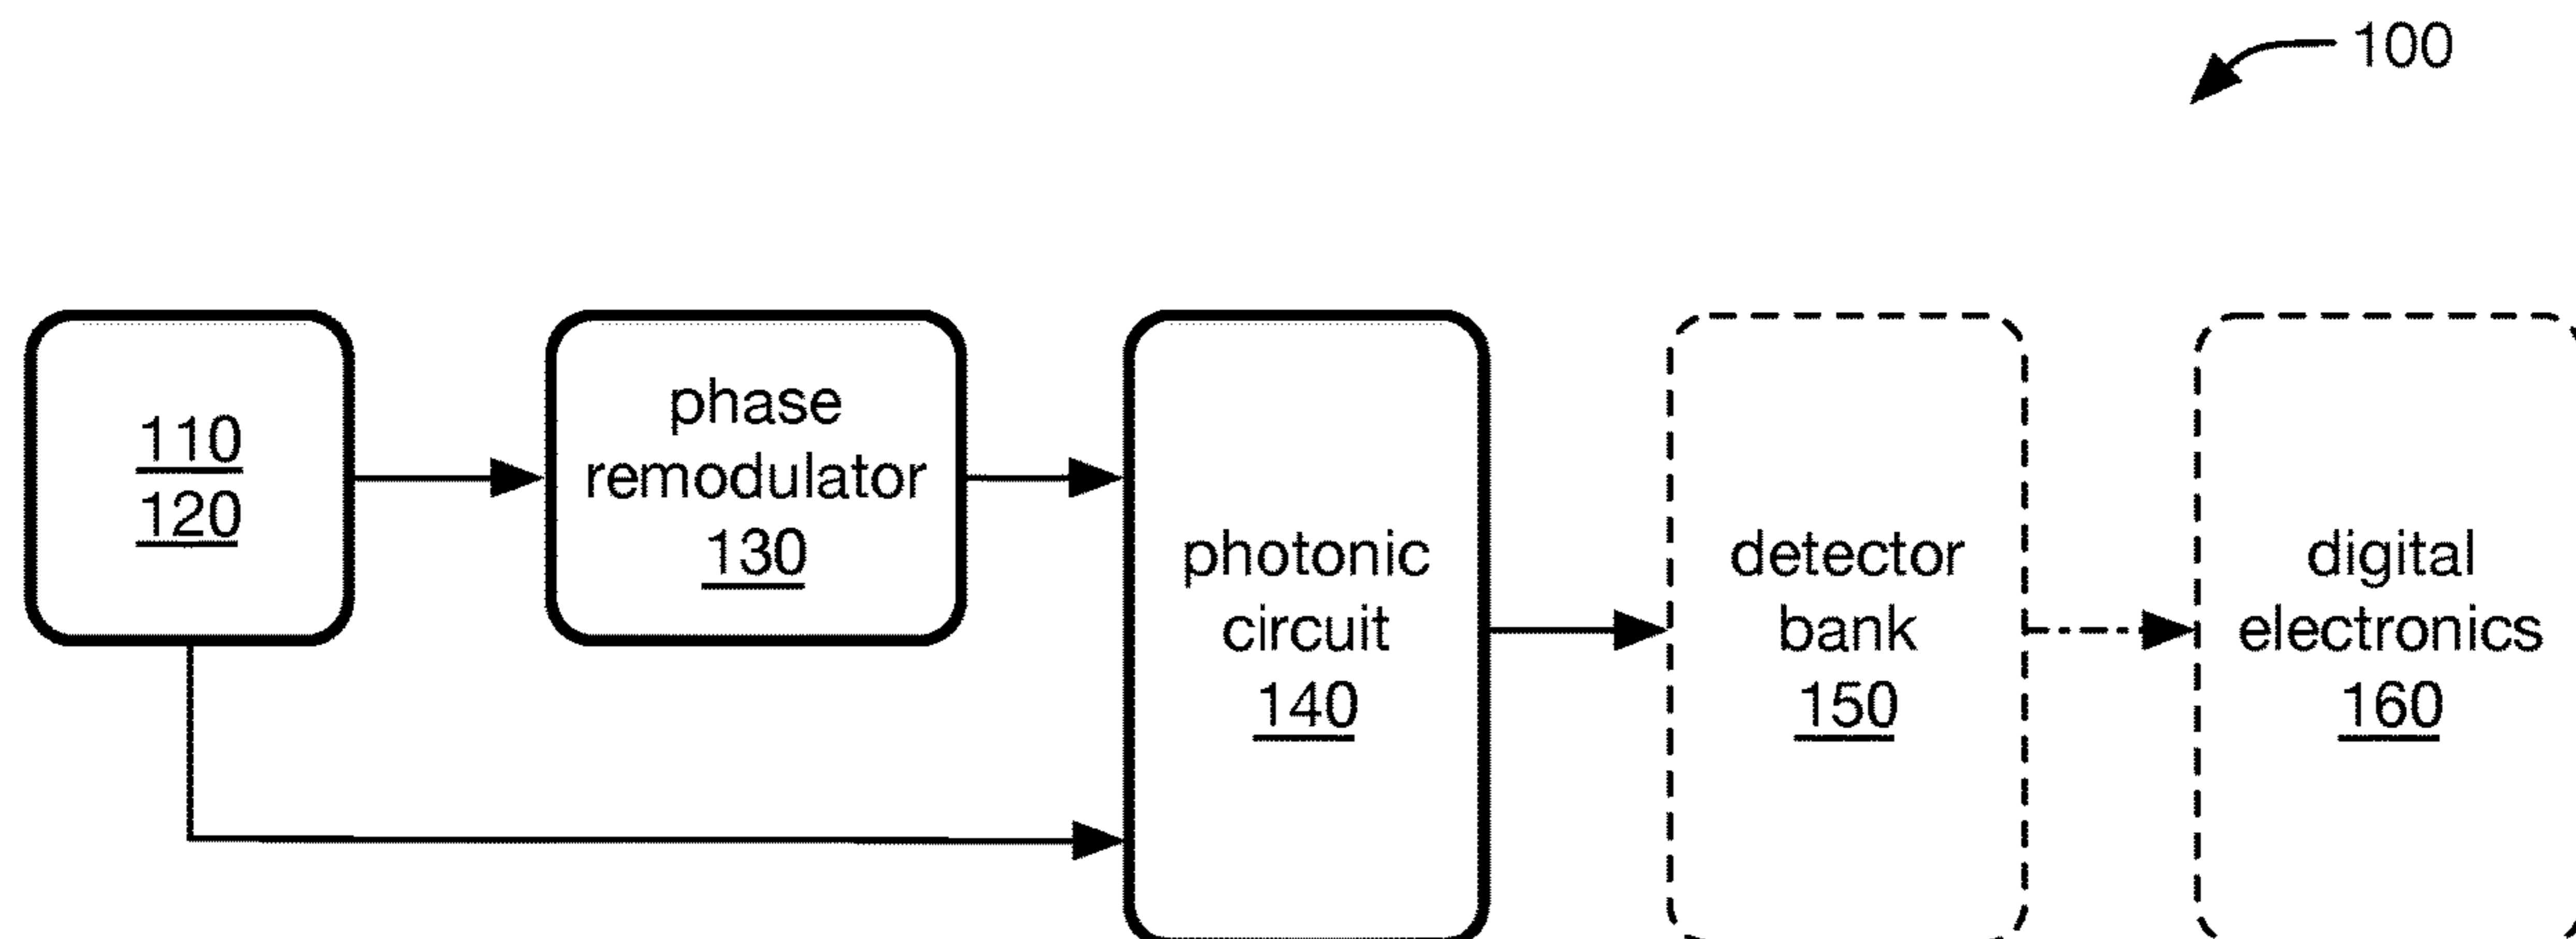 100
110
120
phase
remodulator
130
photonic
circuit
140
detector
bank
150
digital
electronics
160